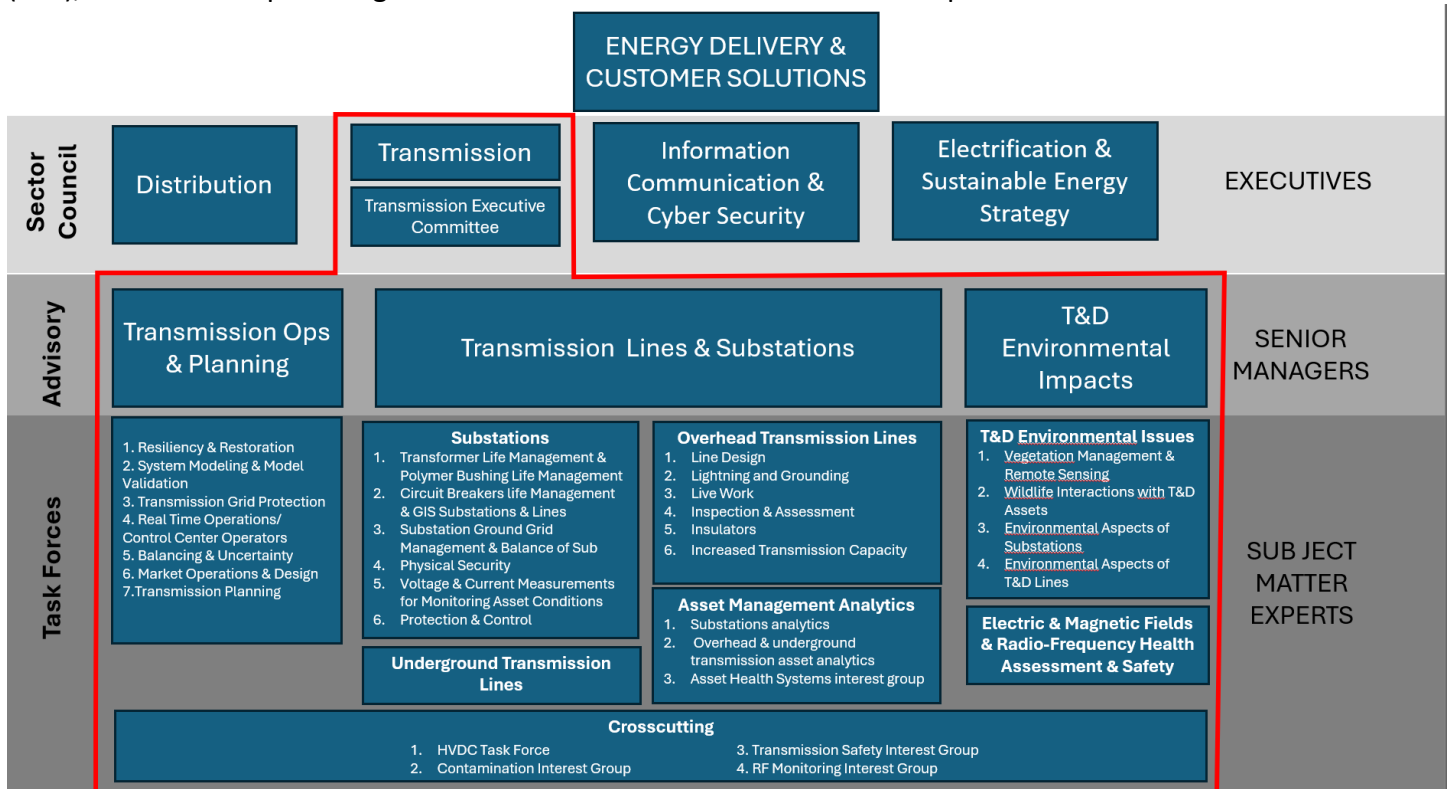 ENERGY DELIVERY &
CUSTOMER SOLUTIONS
Sector
Council
Distribution
Transmission
Transmission Executive
Committee
Information
Communication &
Cyber Security
Electrification &
Sustainable Energy
Strategy
EXECUTIVES
Advisory
Transmission Ops
& Planning
Transmission Lines & Substations
T&D
Environmental
Impacts
SENIOR
MANAGERS
Task Forces
1. Resiliency & Restoration
2. System Modeling & Model
Validation
3. Transmission Grid Protection
4. Real Time Operations/
Control Center Operators
5. Balancing & Uncertainty
6. Market Operations & Design
7.Transmission Planning
Substations
1. Transformer Life Management &
Polymer Bushing Life Management
2. Circuit Breakers life Management
& GIS Substations & Lines
3. Substation Ground Grid
Management & Balance of Sub
4. Physical Security
5. Voltage & Current Measurements
for Monitoring Asset Conditions
6. Protection & Control
Underground Transmission
Lines
Overhead Transmission Lines
1. Line Design
2. Lightning and Grounding
3. Live Work
4. Inspection & Assessment
5. Insulators
6. Increased Transmission Capacity
Asset Management Analytics
1. Substations analytics
2. Overhead & underground
transmission asset analytics
3. Asset Health Systems interest group
T&D Environmental Issues
1. Vegetation Management &
Remote Sensing
2. Wildlife Interactions with T&D
Assets
3. Environmental Aspects of
Substations
4. Environmental Aspects of
T&D Lines
Electric & Magnetic Fields
& Radio-Frequency Health
Assessment & Safety
SUB JECT
MATTER
EXPERTS
Crosscutting
1. HVDC Task Force
2. Contamination Interest Group
3. Transmission Safety Interest Group
4. RF Monitoring Interest Group